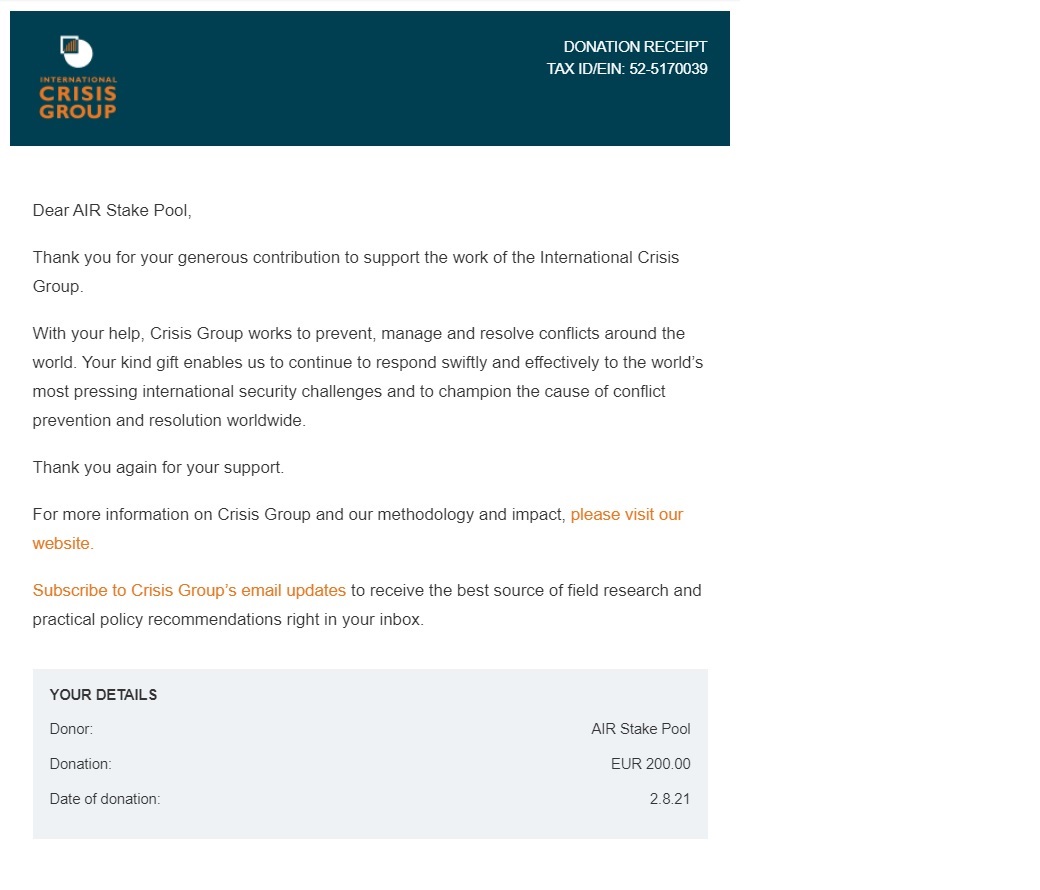 INTERNATIONAL
CRISIS
GROUP
DONATION RECEIPT
TAX ID/EIN: 52-5170039
Dear AIR Stake Pool,
Thank you for your generous contribution to support the work of the International Crisis
Group.
With your help, Crisis Group works to prevent, manage and resolve conflicts around the
world. Your kind gift enables us to continue to respond swiftly and effectively to the world’s
most pressing international security challenges and to champion the cause of conflict
prevention and resolution worldwide.
Thank you again for your support.
For more information on Crisis Group and our methodology and impact, please visit our
website.
Subscribe to Crisis Group’s email updates to receive the best source of field research and
practical policy recommendations right in your inbox.
YOUR DETAILS
Donor: AIR Stake Pool
Donation: EUR 200.00
Date of donation: 2.8.21